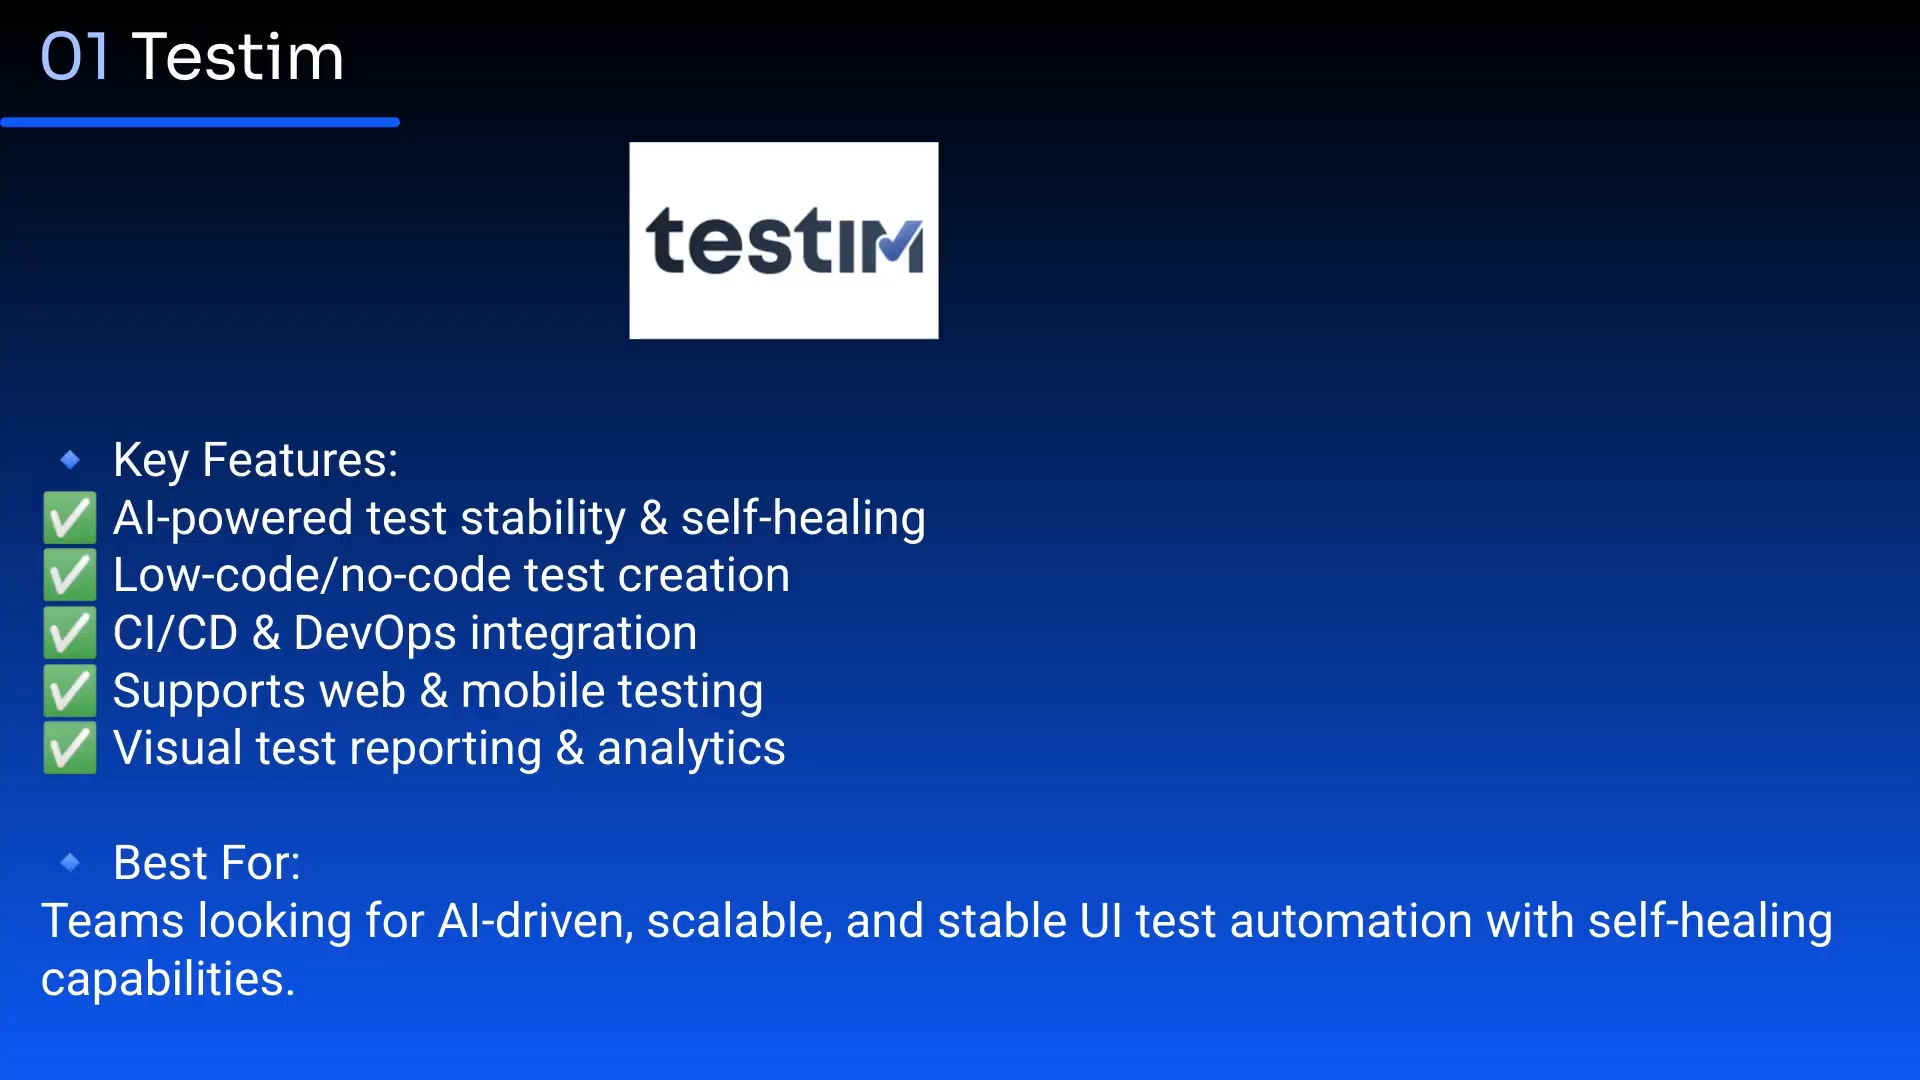 01 Testim
testim
🔹 Key Features:
✅ AI-powered test stability & self-healing
✅ Low-code/no-code test creation
✅ CI/CD & DevOps integration
✅ Supports web & mobile testing
✅ Visual test reporting & analytics
🔹 Best For:
Teams looking for AI-driven, scalable, and stable UI test automation with self-healing
capabilities.